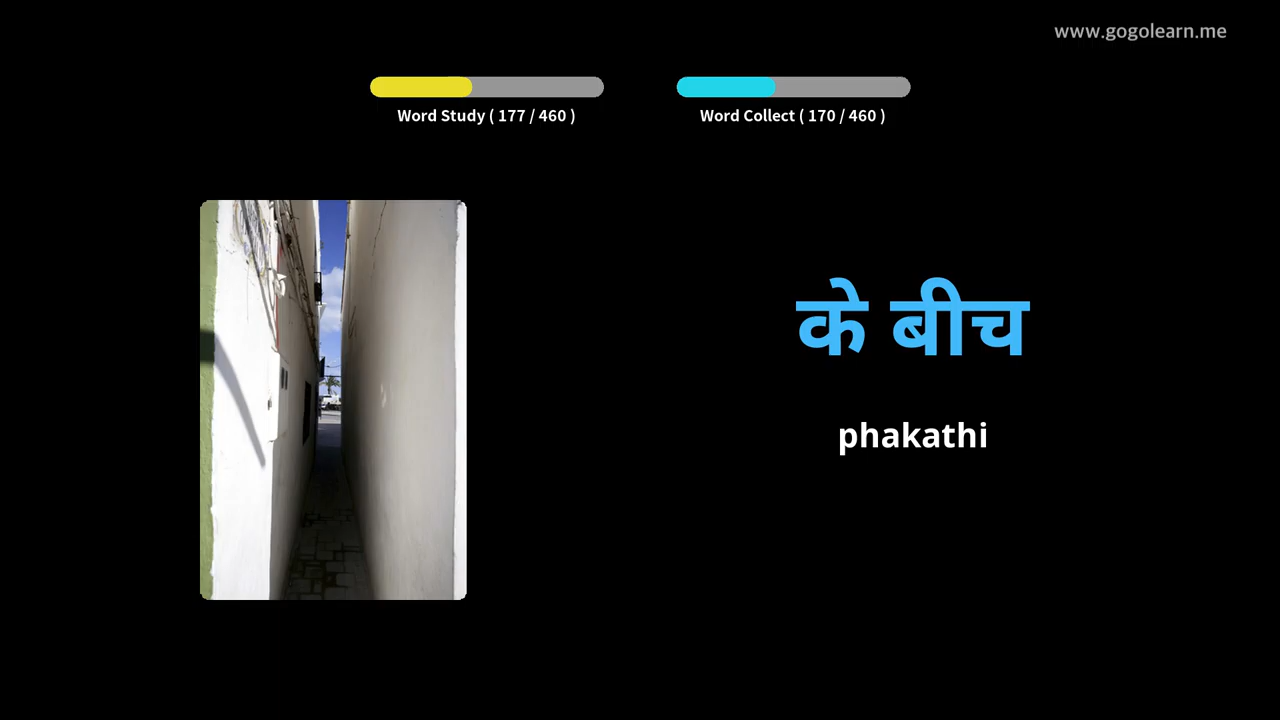 www.gogolearn.me
Word Study ( 177 / 460 )
Word Collect ( 170 / 460 )
के बीच
phakathi